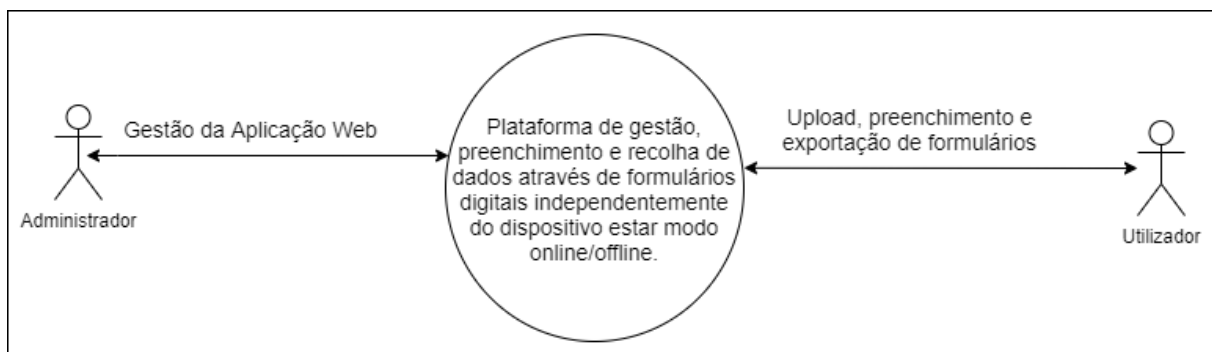 Gestão da Aplicação Web
Administrador
Plataforma de gestão,
preenchimento e recolha de
dados através de formulários
digitais independentemente
do dispositivo estar modo
online/offline.
Upload, preenchimento e
exportação de formulários
Utilizador